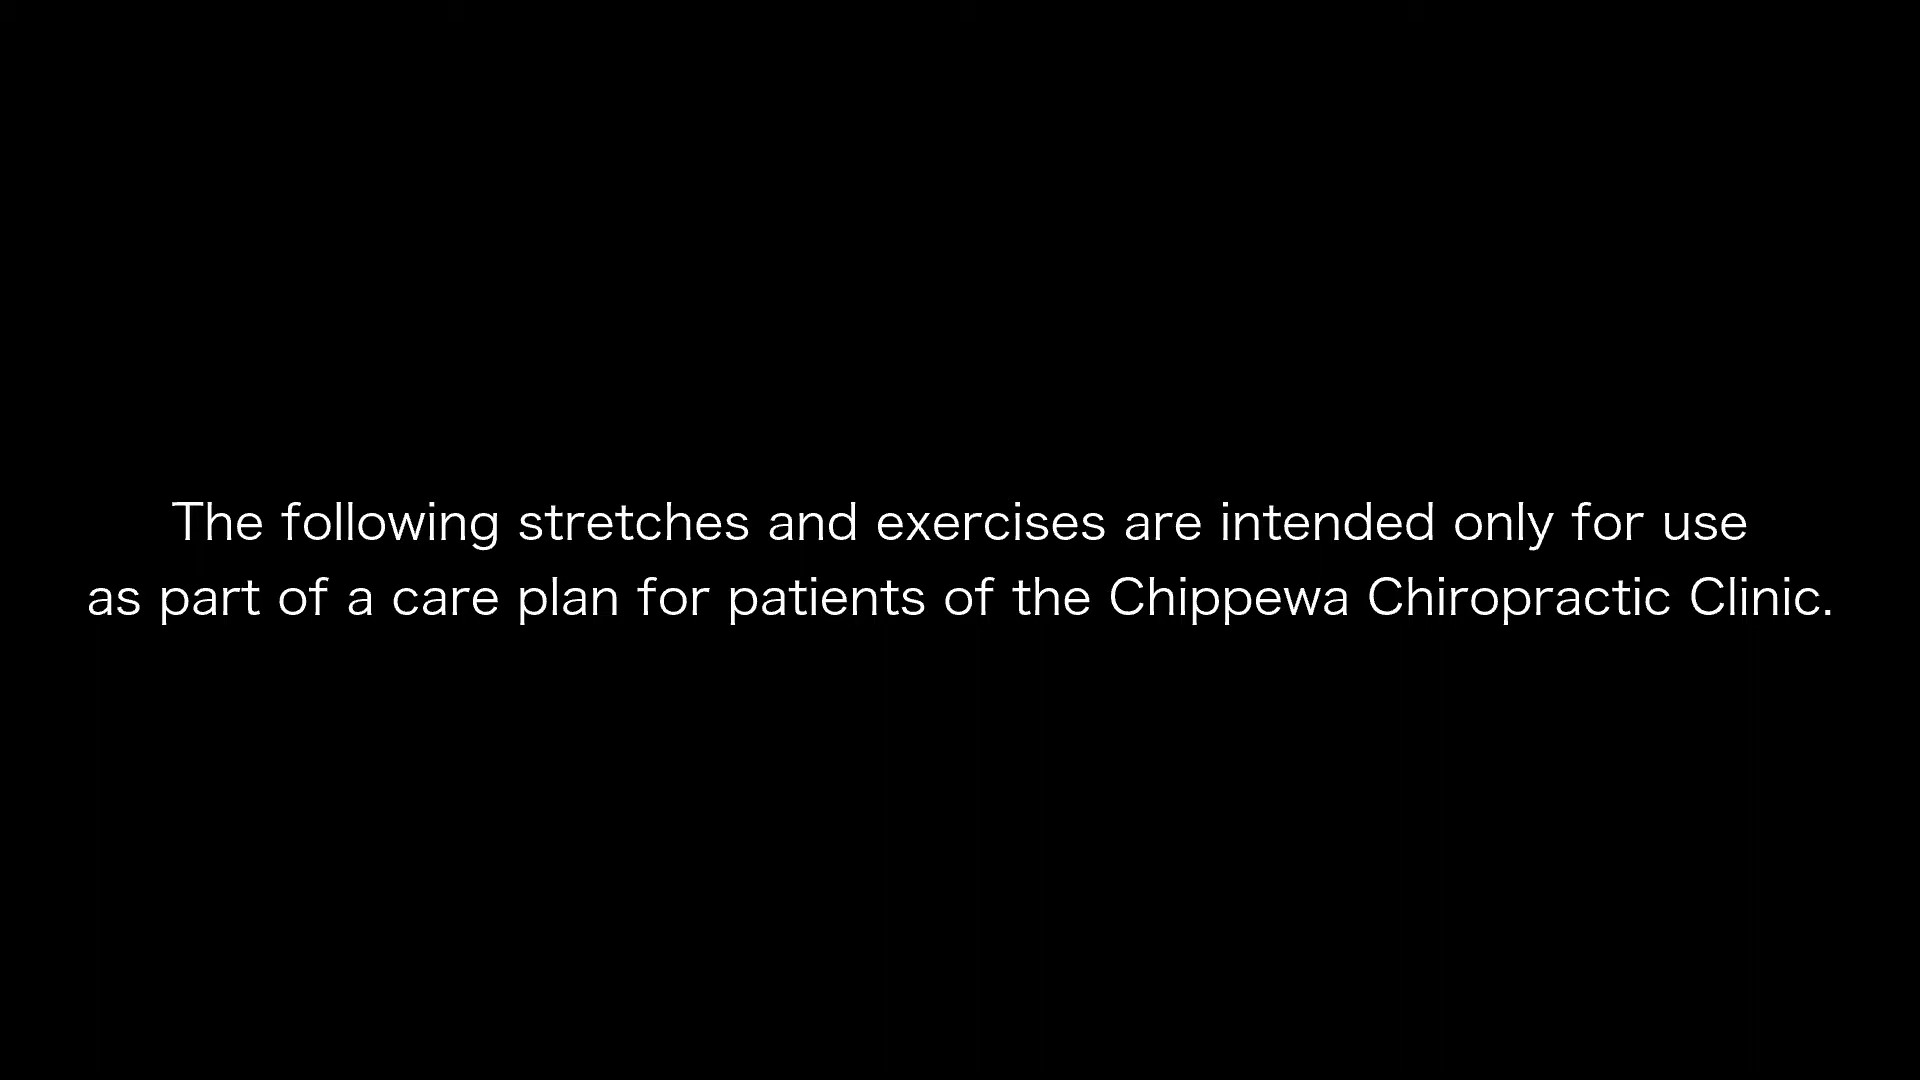 The following stretches and exercises are intended only for use
as part of a care plan for patients of the Chippewa Chiropractic Clinic.